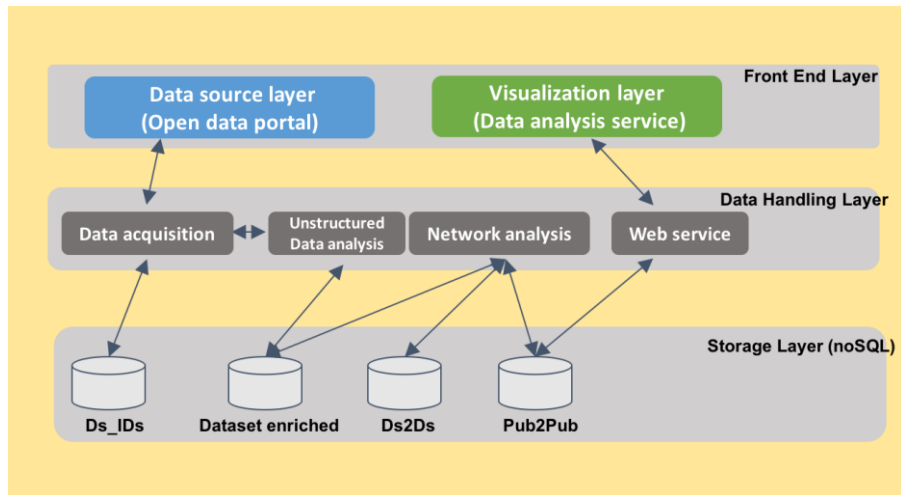 Front End Layer
Data source layer
(Open data portal)
Visualization layer
(Data analysis service)
Data Handling Layer
Data acquisition
Unstructured
Data analysis
Network analysis
Web service
Storage Layer (noSQL)
Ds_IDs
Dataset enriched
Ds2Ds
Pub2Pub